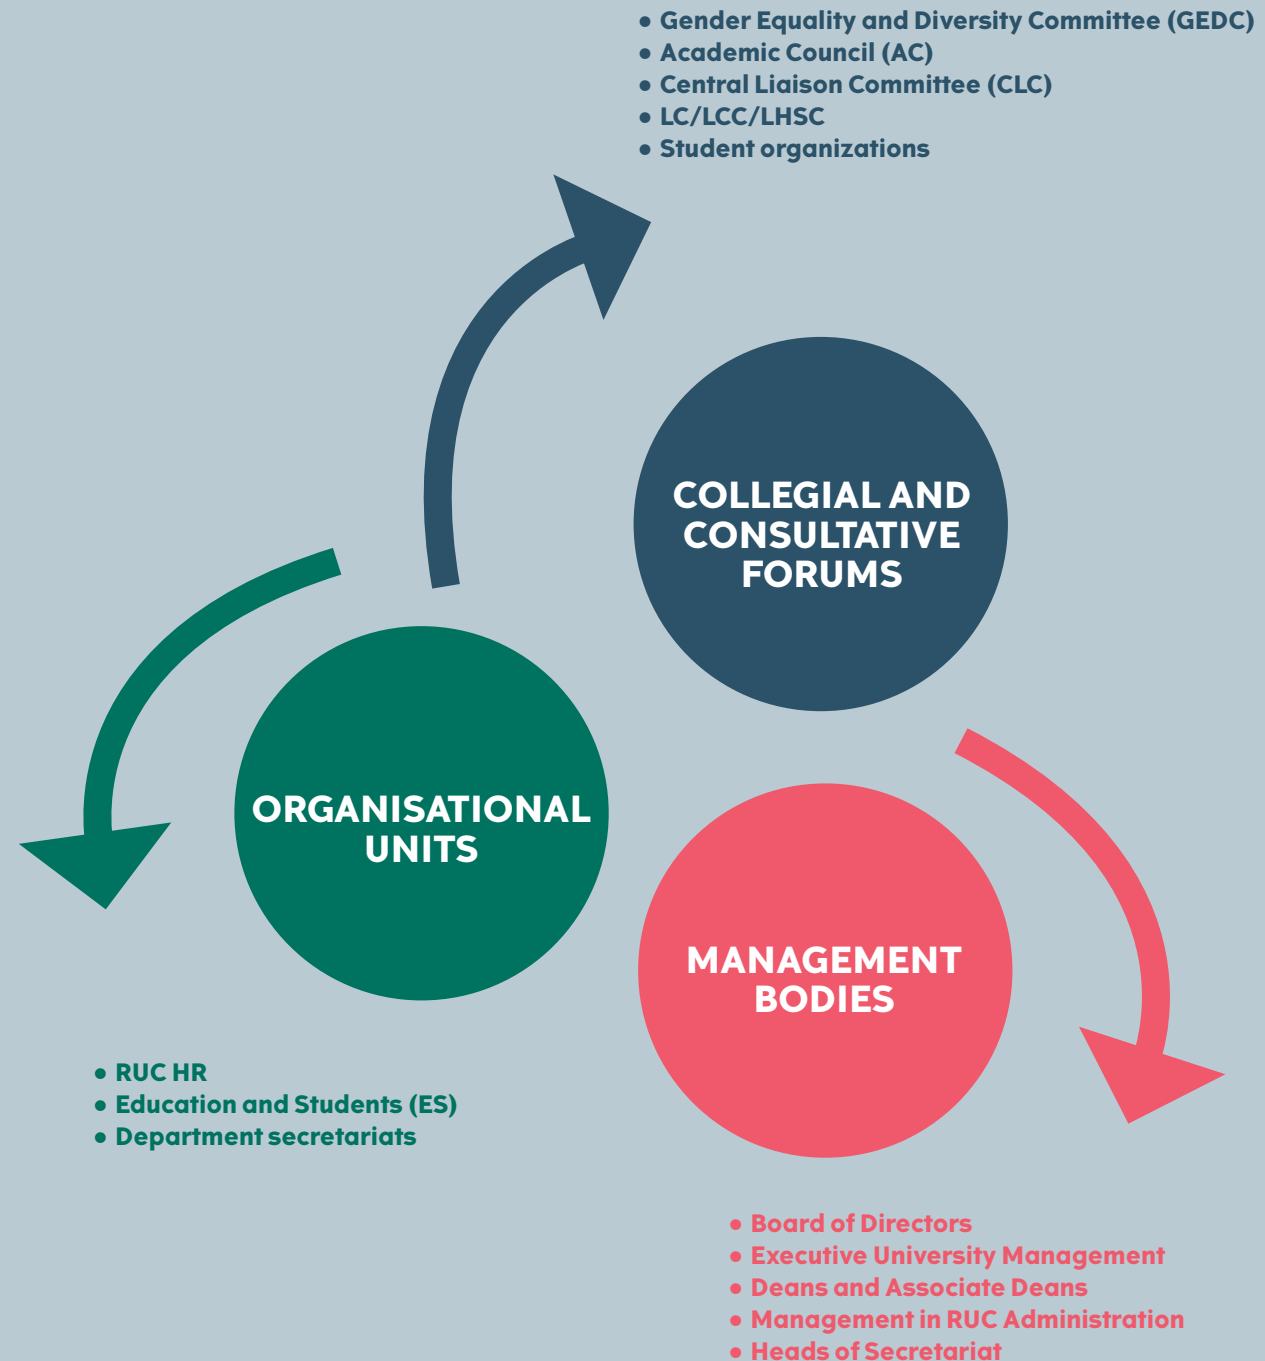 • Gender Equality and Diversity Committee (GEDC)
• Academic Council (AC)
• Central Liaison Committee (CLC)
• LC/LCC/LHSC
• Student organizations
COLLEGIAL AND
CONSULTATIVE
FORUMS
ORGANISATIONAL
UNITS
MANAGEMENT
BODIES
• RUC HR
• Education and Students (ES)
• Department secretariats
• Board of Directors
• Executive University Management
• Deans and Associate Deans
• Management in RUC Administration
• Heads of Secretariat